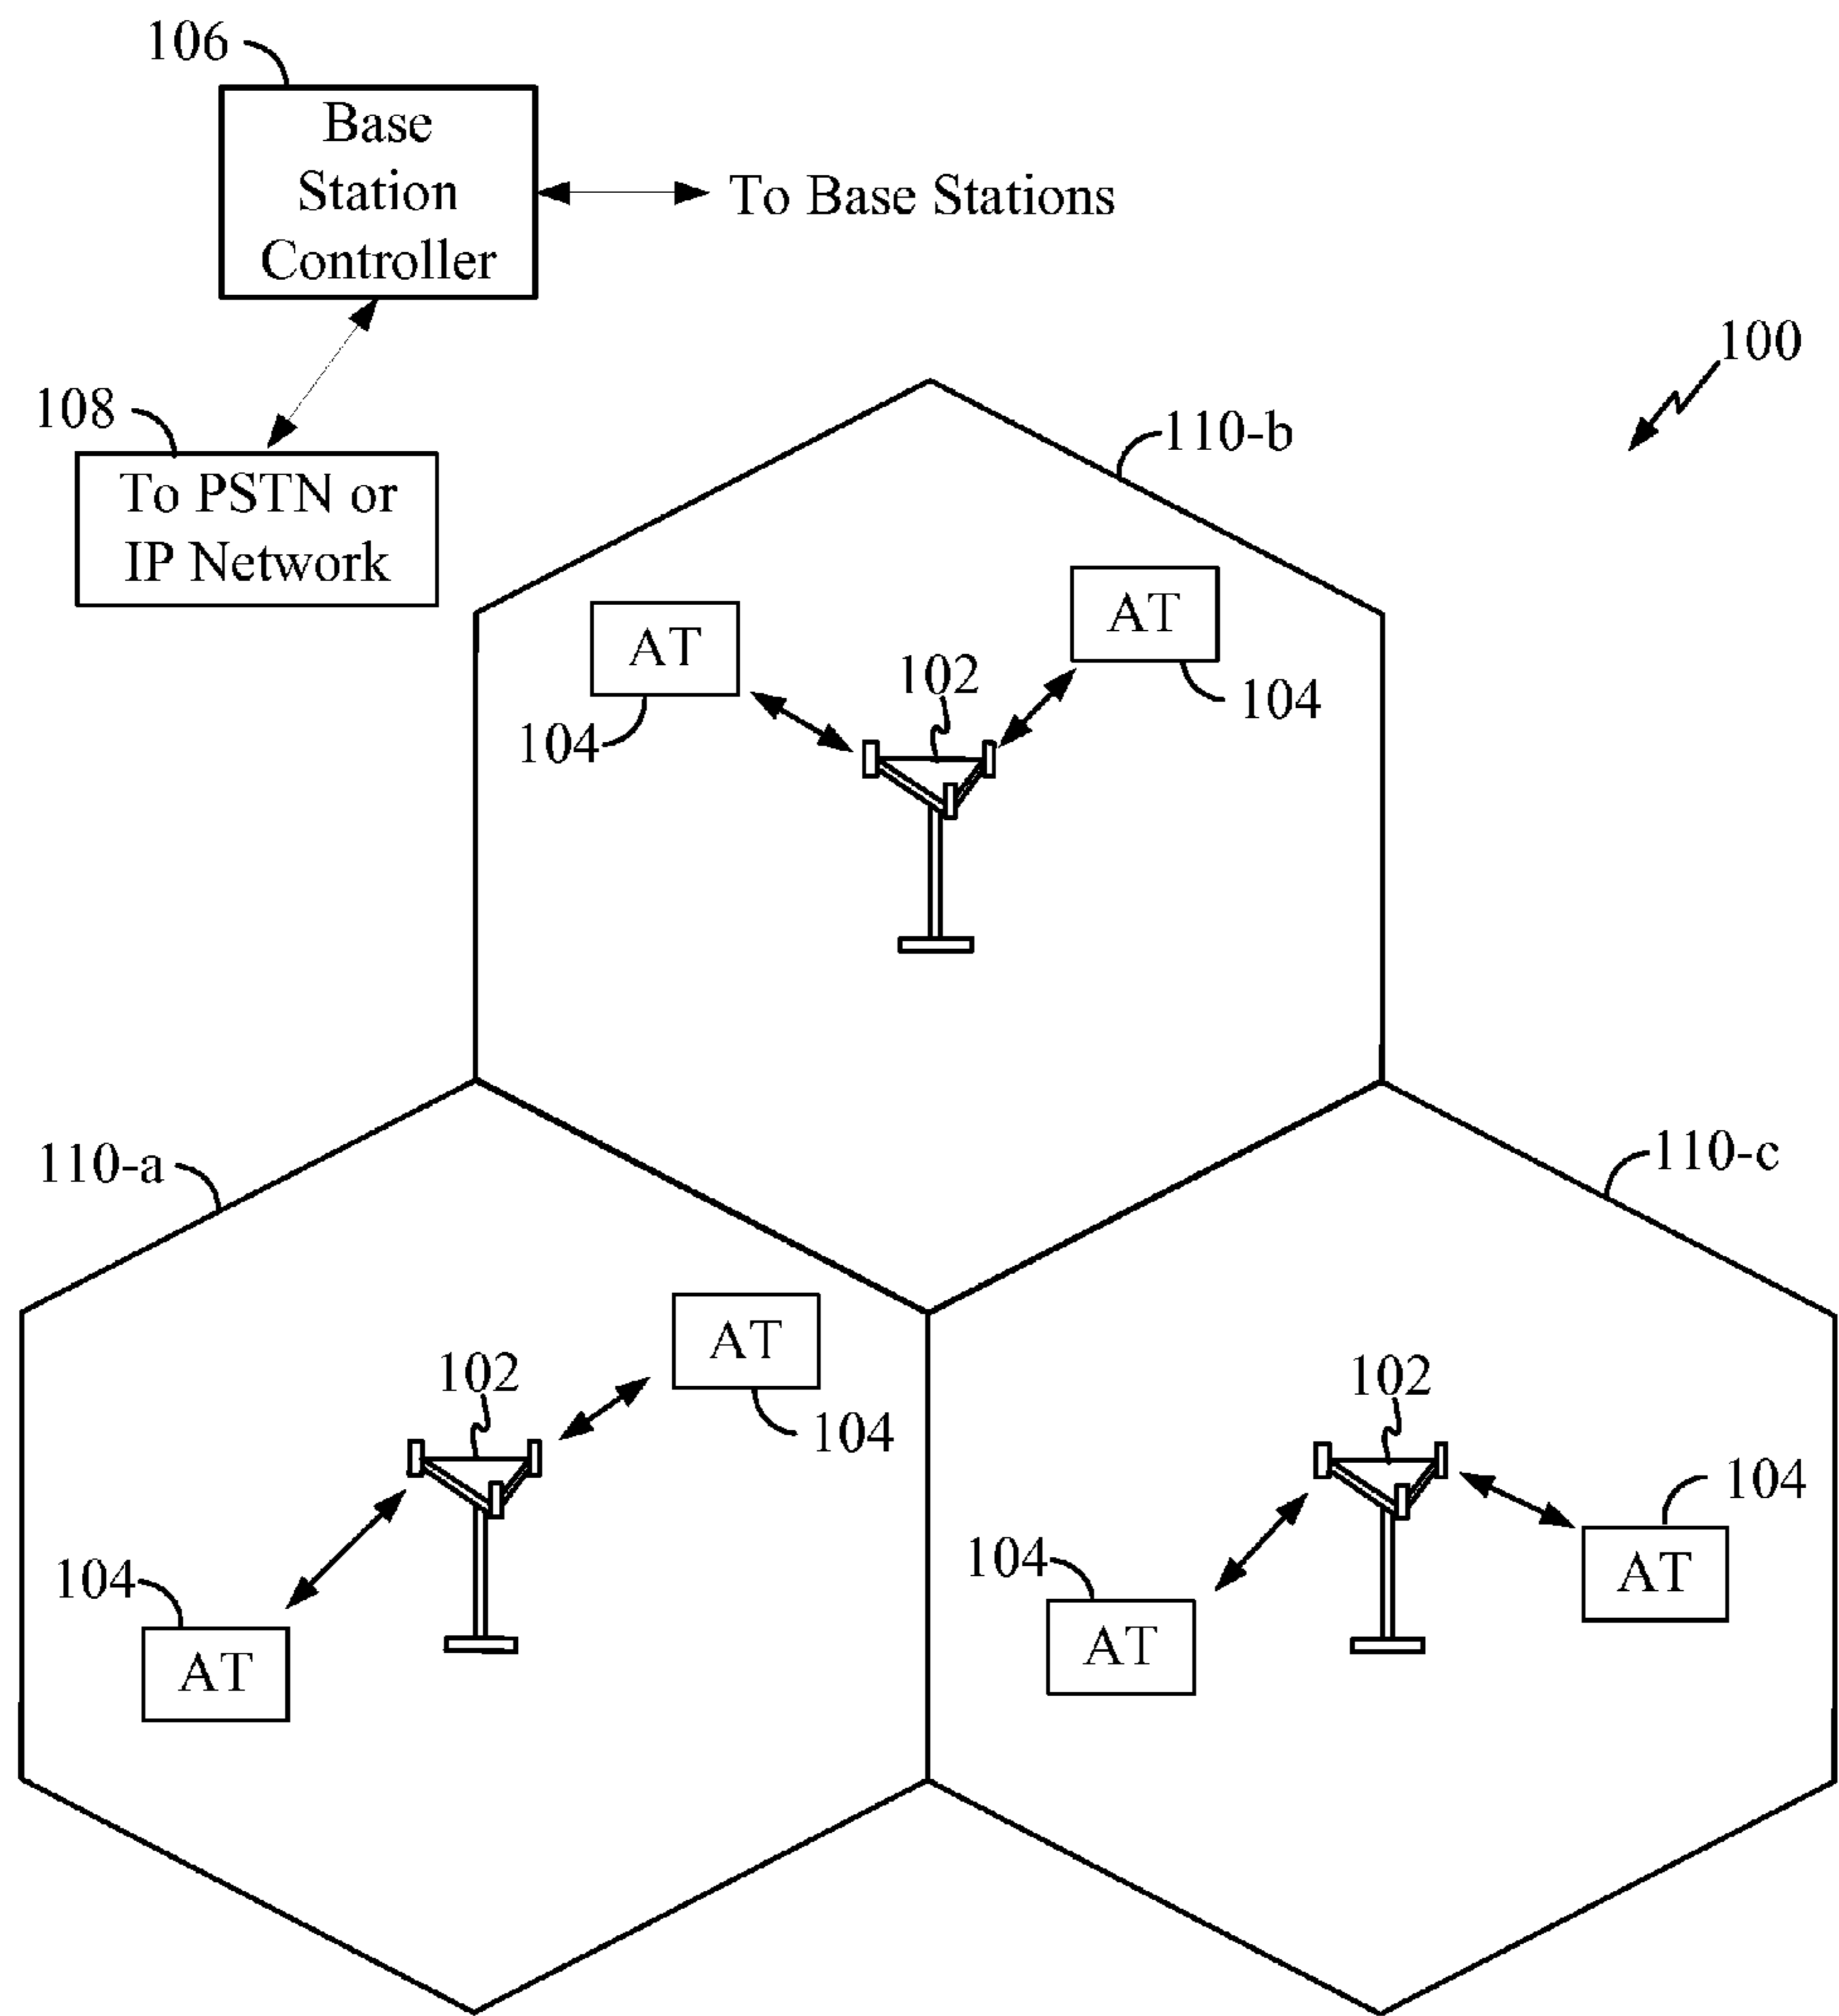 106
Base
Station
Controller
To Base Stations
100
108
To PSTN or
IP Network
110-b
AT
104
AT
104
102
110-a
110-c
AT
104
102
AT
104
102
104
AT
104
AT